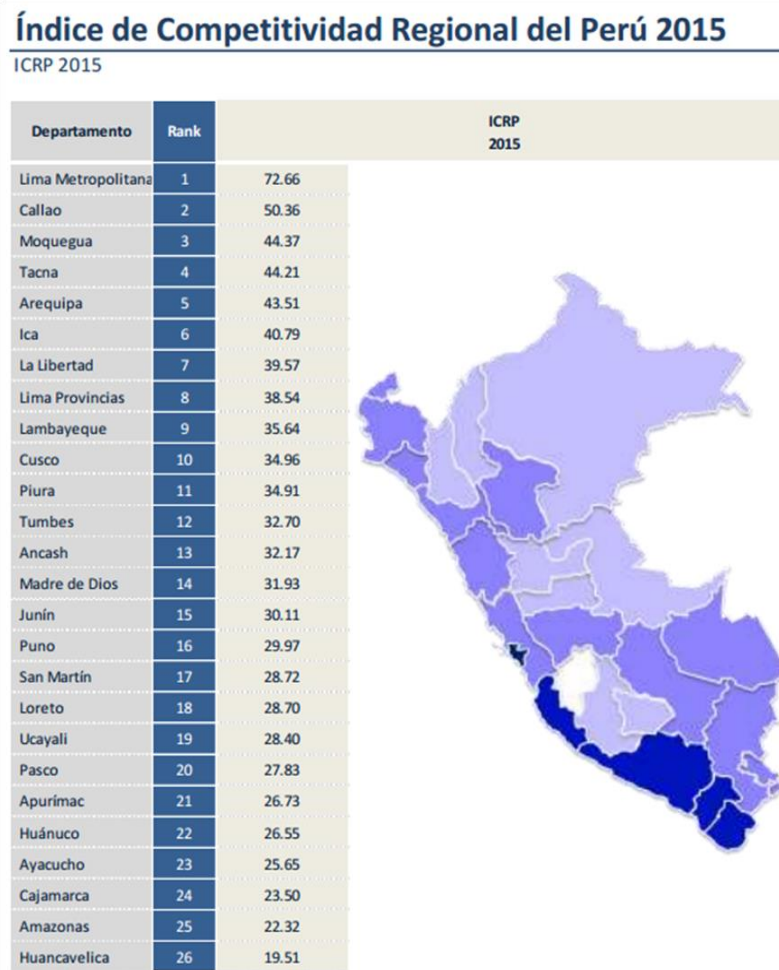 Índice de Competitividad Regional del Perú 2015
ICRP 2015
Departamento Rank ICRP
2015
Lima Metropolitana 1 72.66
Callao 2 50.36
Moquegua 3 44.37
Tacna 4 44.21
Arequipa 5 43.51
Ica 6 40.79
La Libertad 7 39.57
Lima Provincias 8 38.54
Lambayeque 9 35.64
Cusco 10 34.96
Piura 11 34.91
Tumbes 12 32.70
Ancash 13 32.17
Madre de Dios 14 31.93
Junín 15 30.11
Puno 16 29.97
San Martín 17 28.72
Loreto 18 28.70
Ucayali 19 28.40
Pasco 20 27.83
Apurímac 21 26.73
Huánuco 22 26.55
Ayacucho 23 25.65
Cajamarca 24 23.50
Amazonas 25 22.32
Huancavelica 26 19.51